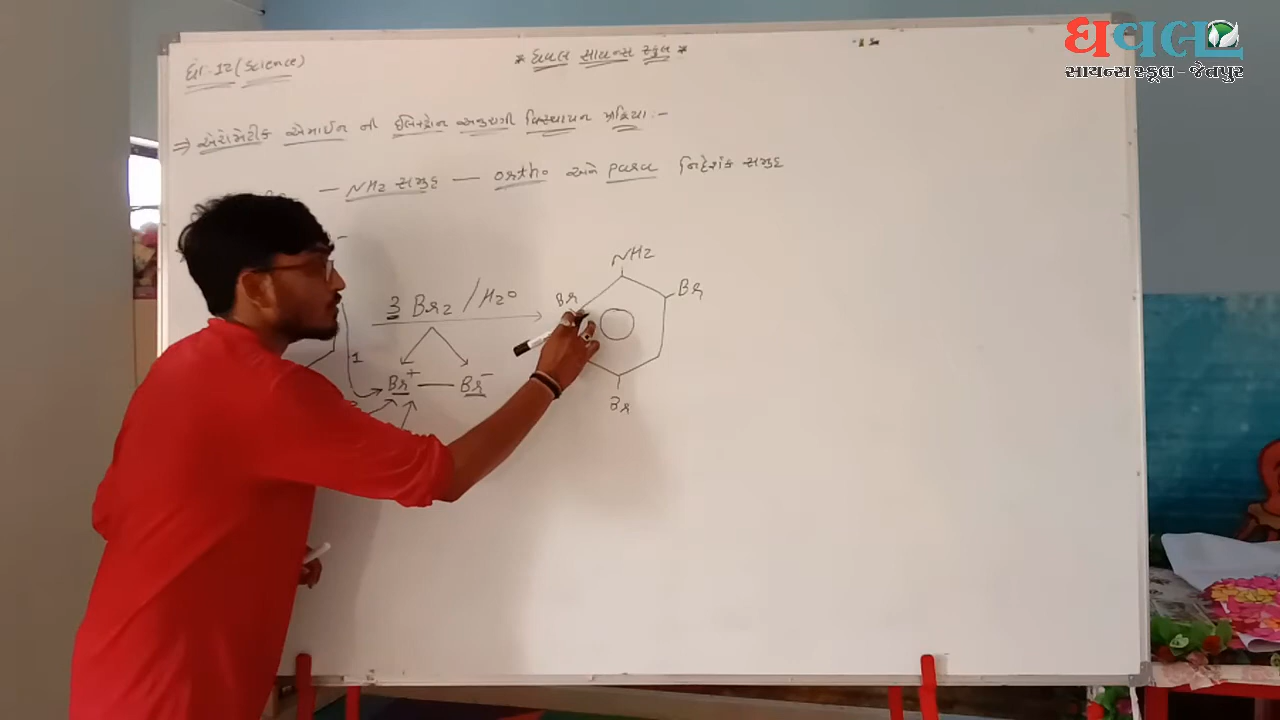 ધવલ
સાયન્સ સ્કૂલ - જેતપુર
ધો-12 (Science)
* ધવલ સાયન્સ સ્કૂલ *
⇒ એરોમેટીક એમાઈન ની ઈલેક્ટ્રોન અનુરાગી વિસ્થાપન પ્રક્રિયા:-
— NH2 સમુહ — ortho અને para નિર્દેશક સમુહ
NH2
Br
Br
3 Br2 / H2O
1
Br+ — Br-
Br